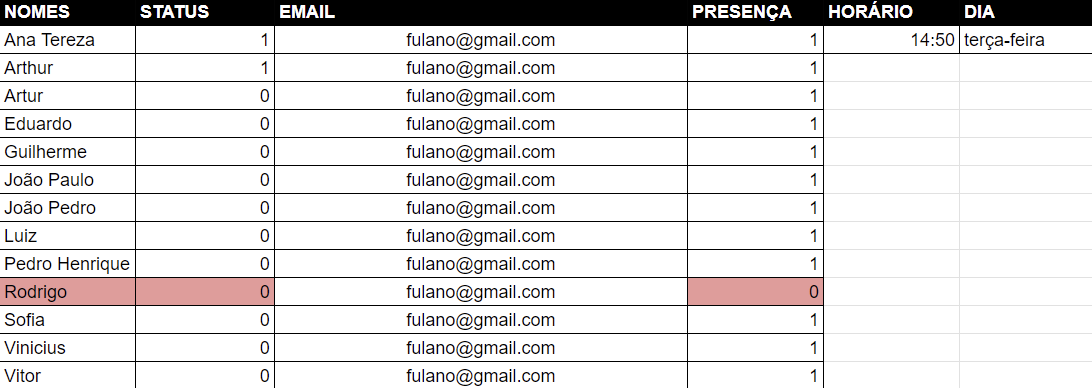 NOMES STATUS EMAIL PRESENÇA HORÁRIO DIA
Ana Tereza 1 fulano@gmail.com 1 14:50 terça-feira
Arthur 1 fulano@gmail.com 1
Artur 0 fulano@gmail.com 1
Eduardo 0 fulano@gmail.com 1
Guilherme 0 fulano@gmail.com 1
João Paulo 0 fulano@gmail.com 1
João Pedro 0 fulano@gmail.com 1
Luiz 0 fulano@gmail.com 1
Pedro Henrique 0 fulano@gmail.com 1
Rodrigo 0 fulano@gmail.com 0
Sofia 0 fulano@gmail.com 1
Vinicius 0 fulano@gmail.com 1
Vitor 0 fulano@gmail.com 1